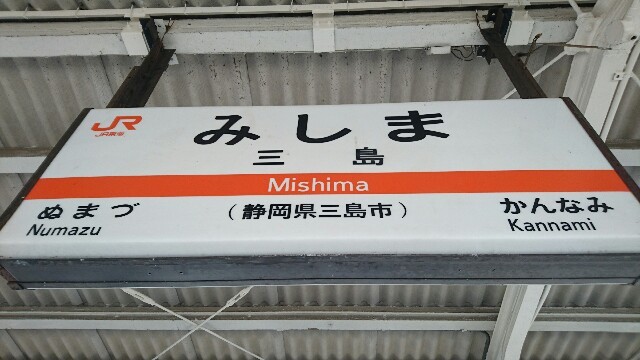 JR
JR東海
みしま
三島
Mishima
ぬまづ
Numazu
(静岡県三島市)
かんなみ
Kannami